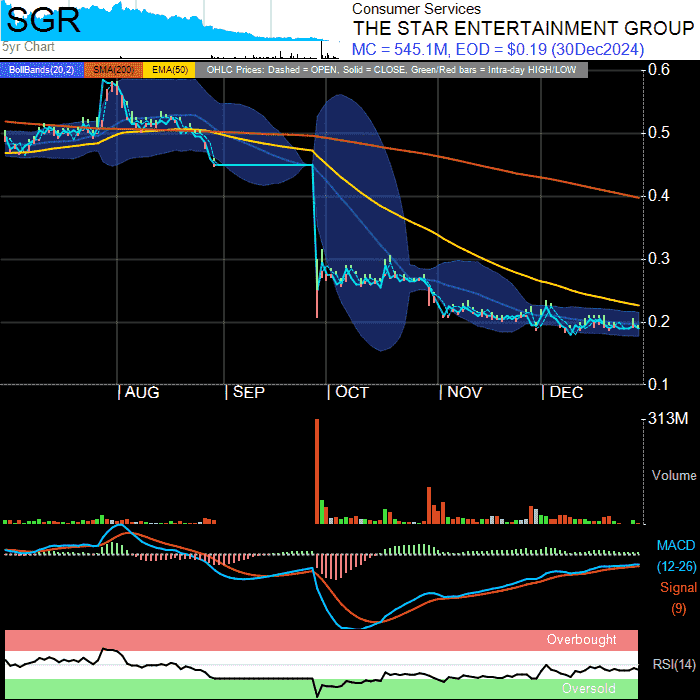 SGR
5yr Chart
Consumer Services
THE STAR ENTERTAINMENT GROUP
MC = 545.1M, EOD = $0.19 (30Dec2024)
BollBands(20,2) SMA(200) EMA(50) OHLC Prices: Dashed = OPEN, Solid = CLOSE, Green/Red bars = Intra-day HIGH/LOW
0.6
0.5
0.4
0.3
0.2
0.1
AUG SEP OCT NOV DEC
313M
Volume
MACD
(12-26)
Signal
(9)
Overbought
RSI(14)
Oversold